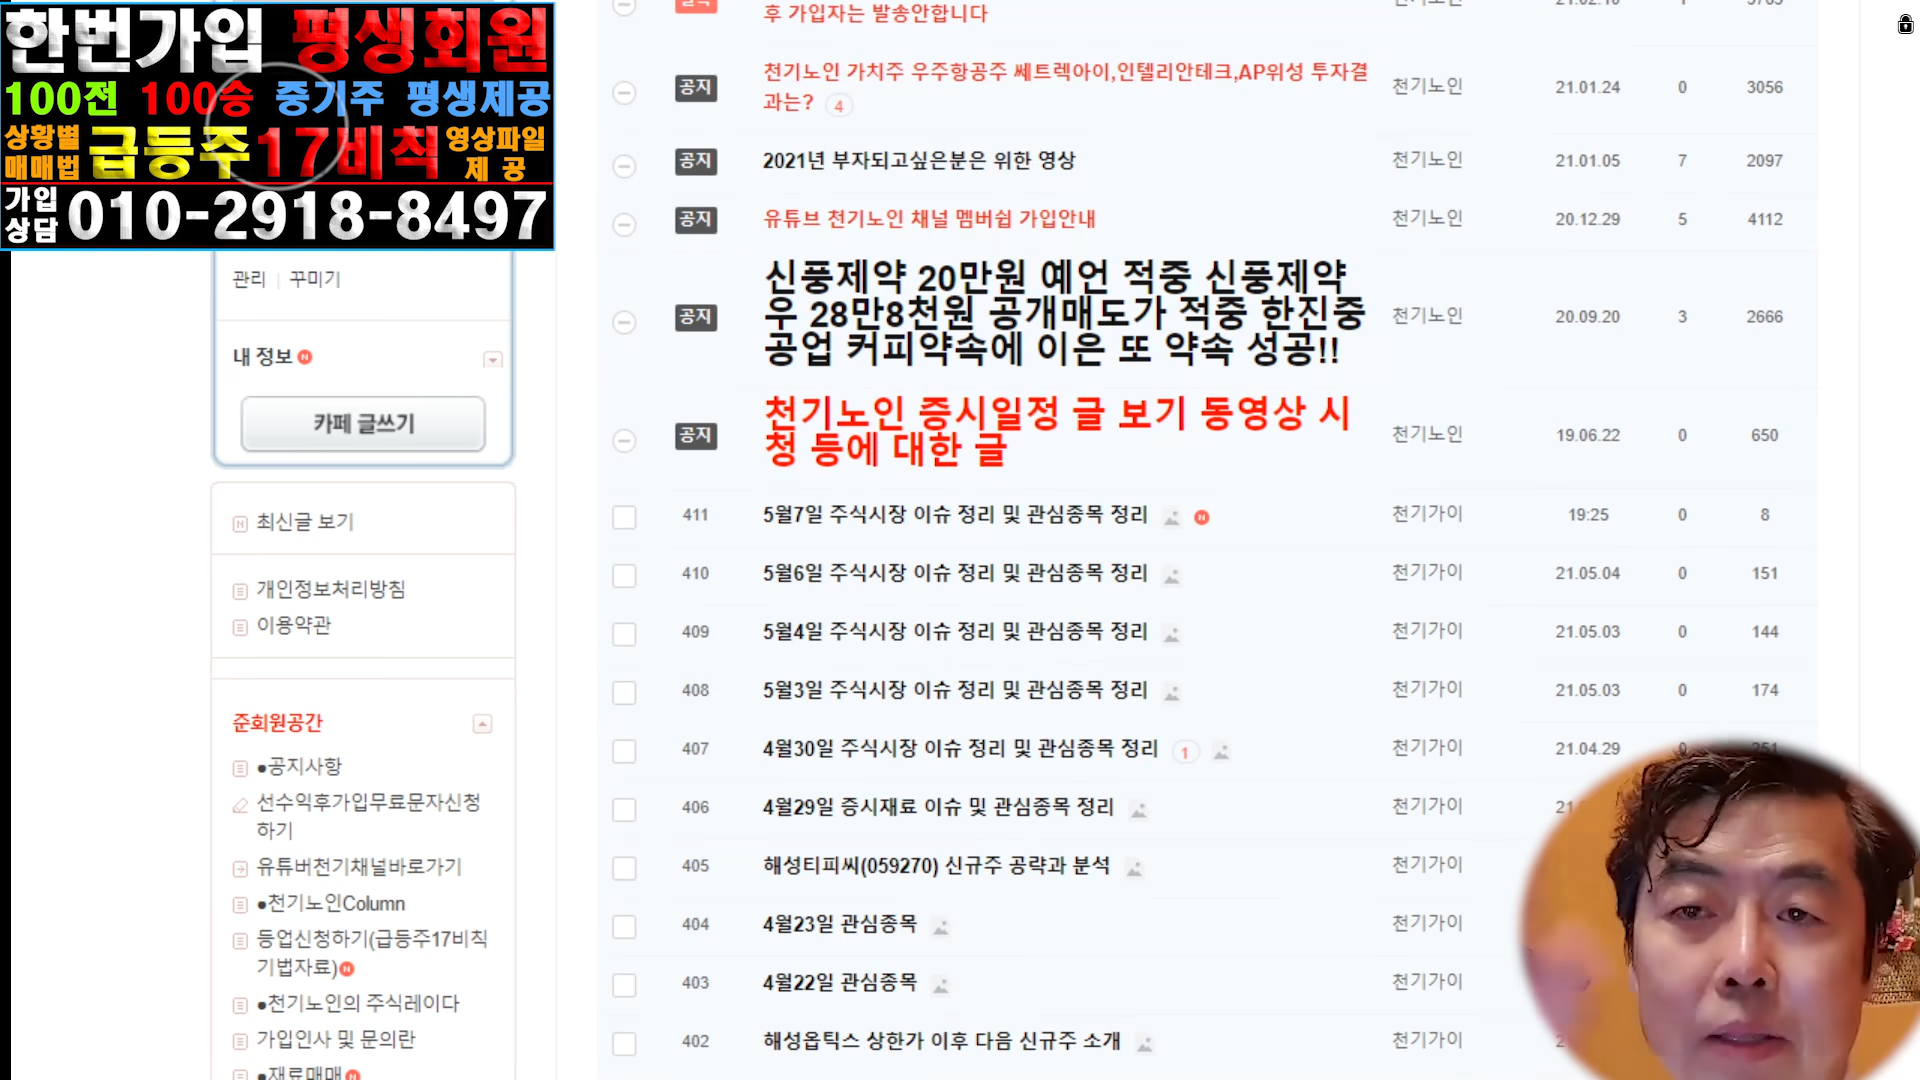 한번가입 평생회원
100전 100승 중기주 평생제공
상황별 매매법 급등주17비칙 영상파일 제공
가입 상담 010-2918-8497
관리 | 꾸미기
내 정보 N
카페 글쓰기
최신글 보기
개인정보처리방침
이용약관
준회원공간
●공지사항
선수익후가입무료문자신청
하기
유튜버천기채널바로가기
●천기노인Column
등업신청하기(급등주17비칙
기법자료) N
●천기노인의 주식레이다
가입인사 및 문의란
●재료매매 N
후 가입자는 발송안합니다
공지 천기노인 가치주 우주항공주 쎄트렉아이,인텔리안테크,AP위성 투자결
과는? 4 천기노인 21.01.24 0 3056
공지 2021년 부자되고싶은분은 위한 영상 천기노인 21.01.05 7 2097
공지 유튜브 천기노인 채널 멤버쉽 가입안내 천기노인 20.12.29 5 4112
공지 신풍제약 20만원 예언 적중 신풍제약
우 28만8천원 공개매도가 적중 한진중
공업 커피약속에 이은 또 약속 성공!! 천기노인 20.09.20 3 2666
공지 천기노인 증시일정 글 보기 동영상 시
청 등에 대한 글 천기노인 19.06.22 0 650
411 5월7일 주식시장 이슈 정리 및 관심종목 정리 N 천기가이 19:25 0 8
410 5월6일 주식시장 이슈 정리 및 관심종목 정리 천기가이 21.05.04 0 151
409 5월4일 주식시장 이슈 정리 및 관심종목 정리 천기가이 21.05.03 0 144
408 5월3일 주식시장 이슈 정리 및 관심종목 정리 천기가이 21.05.03 0 174
407 4월30일 주식시장 이슈 정리 및 관심종목 정리 1 천기가이 21.04.29 0 251
406 4월29일 증시재료 이슈 및 관심종목 정리 천기가이
405 해성티피씨(059270) 신규주 공략과 분석 천기가이
404 4월23일 관심종목 천기가이
403 4월22일 관심종목 천기가이
402 해성옵틱스 상한가 이후 다음 신규주 소개 천기가이